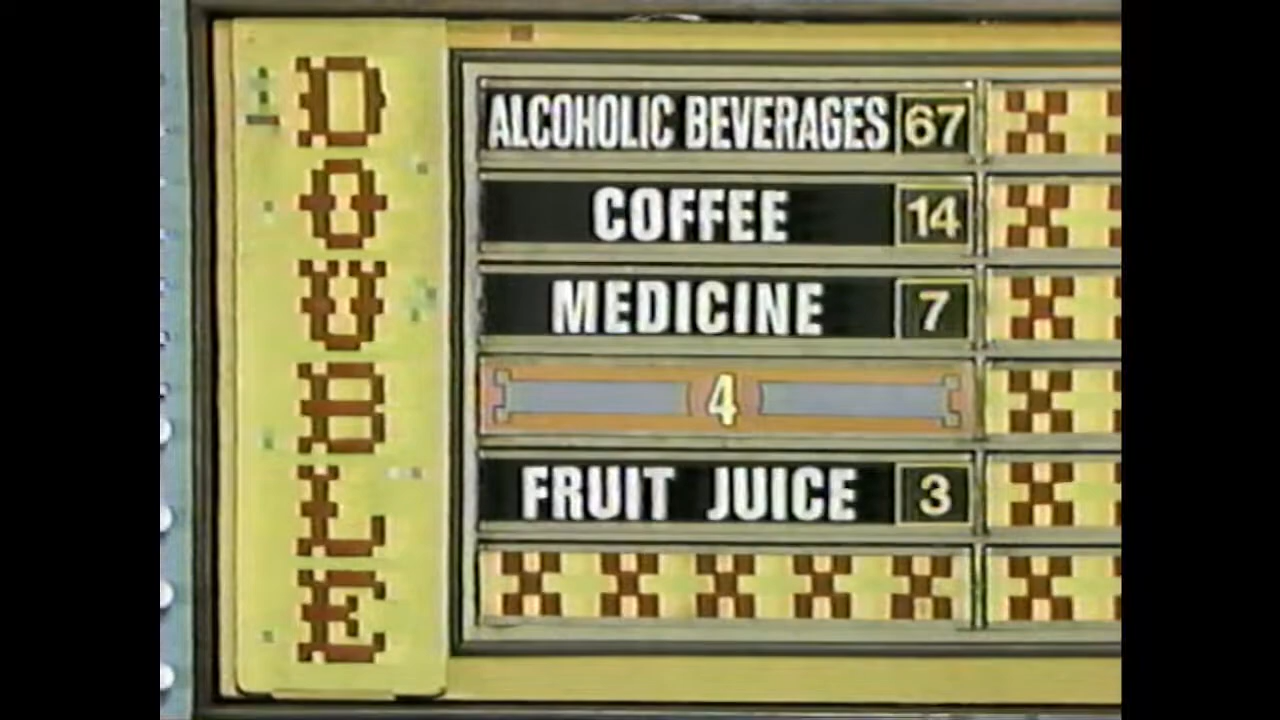 DOUBLE
ALCOHOLIC BEVERAGES 67
COFFEE 14
MEDICINE 7
4
FRUIT JUICE 3